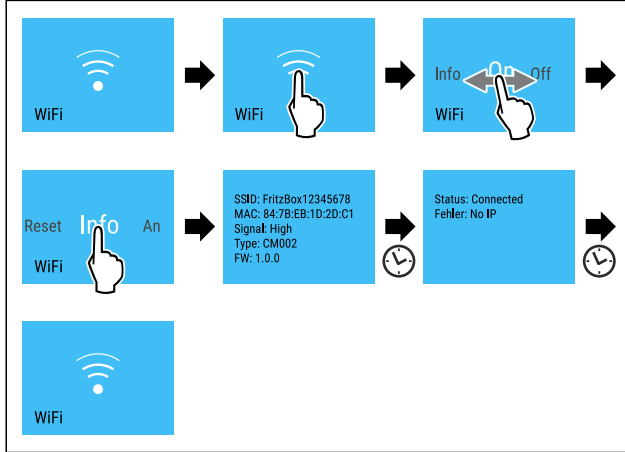 WiFi
WiFi
Info On Off
WiFi
Reset Info An
WiFi
SSID: FritzBox12345678
MAC: 84:7B:EB:1D:2D:C1
Signal: High
Type: CM002
FW: 1.0.0
Status: Connected
Fehler: No IP
WiFi